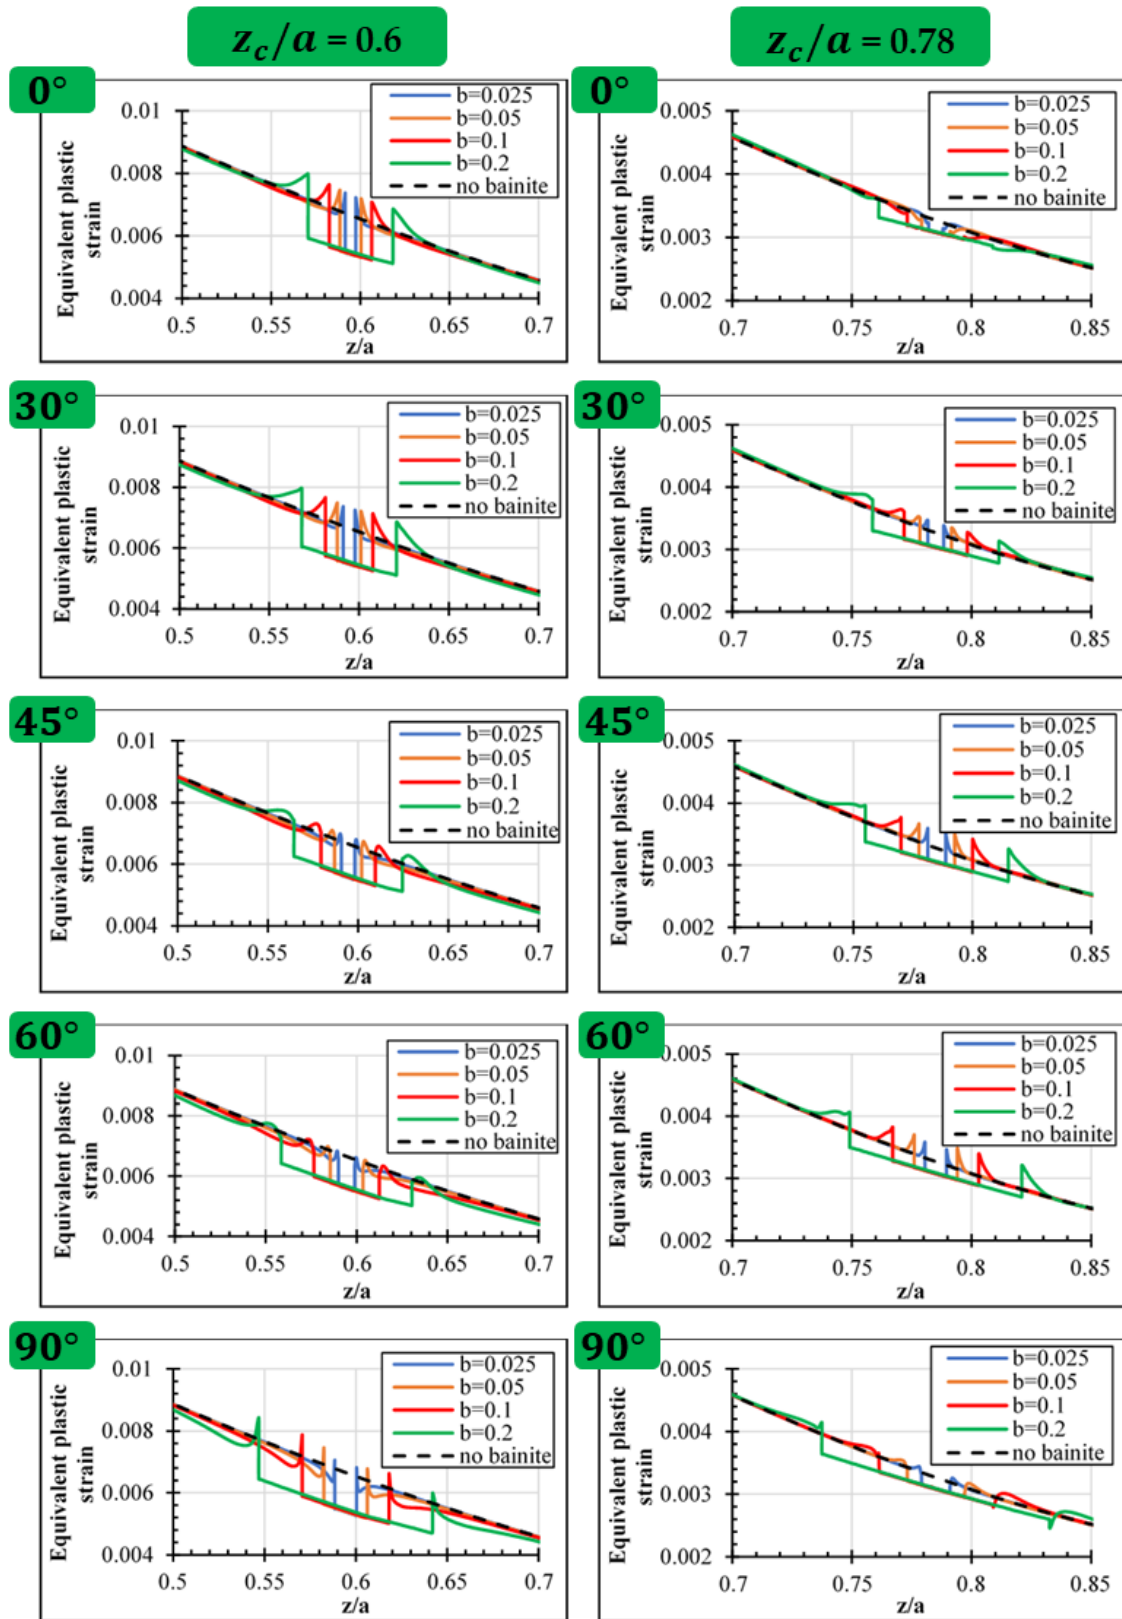 z_c/a = 0.6
z_c/a = 0.78
0°
Equivalent plastic
strain
0.01
0.008
0.006
0.004
0.5 0.55 0.6 0.65 0.7
z/a
b=0.025
b=0.05
b=0.1
b=0.2
no bainite
0°
Equivalent plastic
strain
0.005
0.004
0.003
0.002
0.7 0.75 0.8 0.85
z/a
b=0.025
b=0.05
b=0.1
b=0.2
no bainite
30°
Equivalent plastic
strain
0.01
0.008
0.006
0.004
0.5 0.55 0.6 0.65 0.7
z/a
b=0.025
b=0.05
b=0.1
b=0.2
no bainite
30°
Equivalent plastic
strain
0.005
0.004
0.003
0.002
0.7 0.75 0.8 0.85
z/a
b=0.025
b=0.05
b=0.1
b=0.2
no bainite
45°
Equivalent plastic
strain
0.01
0.008
0.006
0.004
0.5 0.55 0.6 0.65 0.7
z/a
b=0.025
b=0.05
b=0.1
b=0.2
no bainite
45°
Equivalent plastic
strain
0.005
0.004
0.003
0.002
0.7 0.75 0.8 0.85
z/a
b=0.025
b=0.05
b=0.1
b=0.2
no bainite
60°
Equivalent plastic
strain
0.01
0.008
0.006
0.004
0.5 0.55 0.6 0.65 0.7
z/a
b=0.025
b=0.05
b=0.1
b=0.2
no bainite
60°
Equivalent plastic
strain
0.005
0.004
0.003
0.002
0.7 0.75 0.8 0.85
z/a
b=0.025
b=0.05
b=0.1
b=0.2
no bainite
90°
Equivalent plastic
strain
0.01
0.008
0.006
0.004
0.5 0.55 0.6 0.65 0.7
z/a
b=0.025
b=0.05
b=0.1
b=0.2
no bainite
90°
Equivalent plastic
strain
0.005
0.004
0.003
0.002
0.7 0.75 0.8 0.85
z/a
b=0.025
b=0.05
b=0.1
b=0.2
no bainite